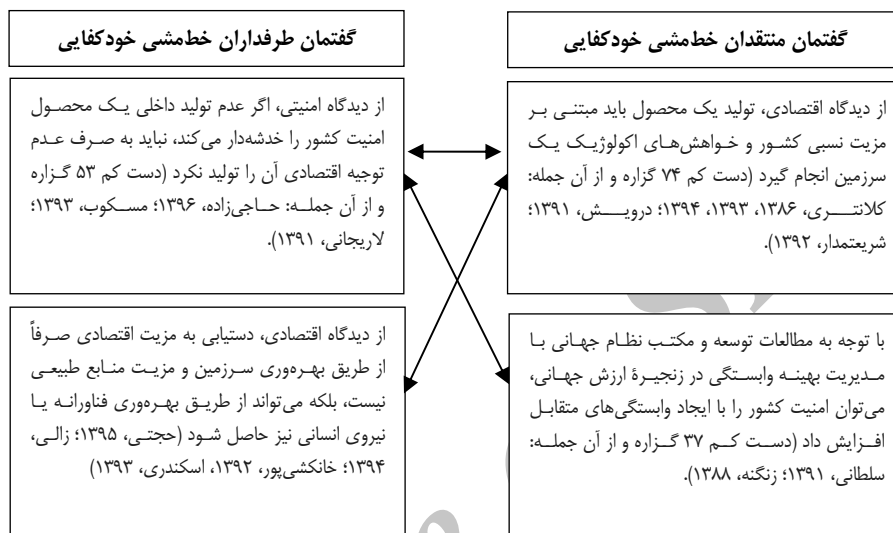 گفتمان منتقدان خط‌مشی خودکفایی
از دیدگاه اقتصادی، تولید یک محصول باید مبتنی بر
مزیت نسبی کشور و خواهش‌های اکولوژیک یک
سرزمین انجام گیرد (دست کم ۷۴ گزاره و از آن جمله:
کلانتری، ۱۳۸۶، ۱۳۹۳، ۱۳۹۴؛ درویش، ۱۳۹۱؛
شریعتمدار، ۱۳۹۲).
با توجه به مطالعات توسعه و مکتب نظام جهانی با
مدیریت بهینه وابستگی در زنجیرهٔ ارزش جهانی،
می‌توان امنیت کشور را با ایجاد وابستگی‌های متقابل
افزایش داد (دست کم ۳۷ گزاره و از آن جمله:
سلطانی، ۱۳۹۱؛ زنگنه، ۱۳۸۸).
گفتمان طرفداران خط‌مشی خودکفایی
از دیدگاه امنیتی، اگر عدم تولید داخلی یک محصول
امنیت کشور را خدشه‌دار می‌کند، نباید به صرف عدم
توجیه اقتصادی آن را تولید نکرد (دست کم ۵۳ گزاره
و از آن جمله: حاجی‌زاده، ۱۳۹۶؛ مسکوب، ۱۳۹۳؛
لاریجانی، ۱۳۹۱).
از دیدگاه اقتصادی، دستیابی به مزیت اقتصادی صرفاً
از طریق بهره‌وری سرزمین و مزیت منابع طبیعی
نیست، بلکه می‌تواند از طریق بهره‌وری فناورانه یا
نیروی انسانی نیز حاصل شود (حجتی، ۱۳۹۵؛ زالی،
۱۳۹۴؛ خانکشی‌پور، ۱۳۹۲، اسکندری، ۱۳۹۳)